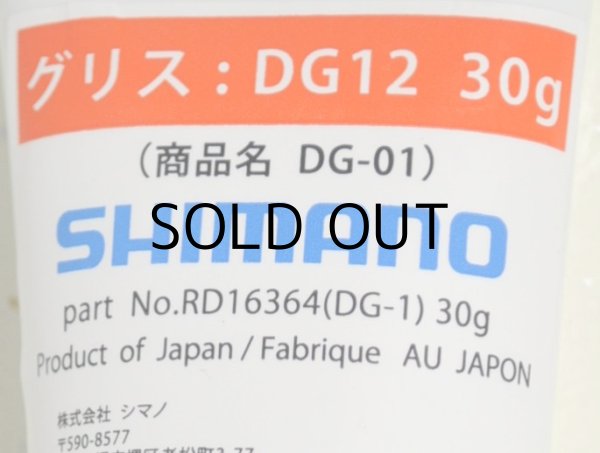 グリス : DG12 30g
(商品名 DG-01)
SHIMANO
SOLD OUT
part No.RD16364(DG-1) 30g
Product of Japan / Fabrique AU JAPON
株式会社 シマノ
〒590-8577